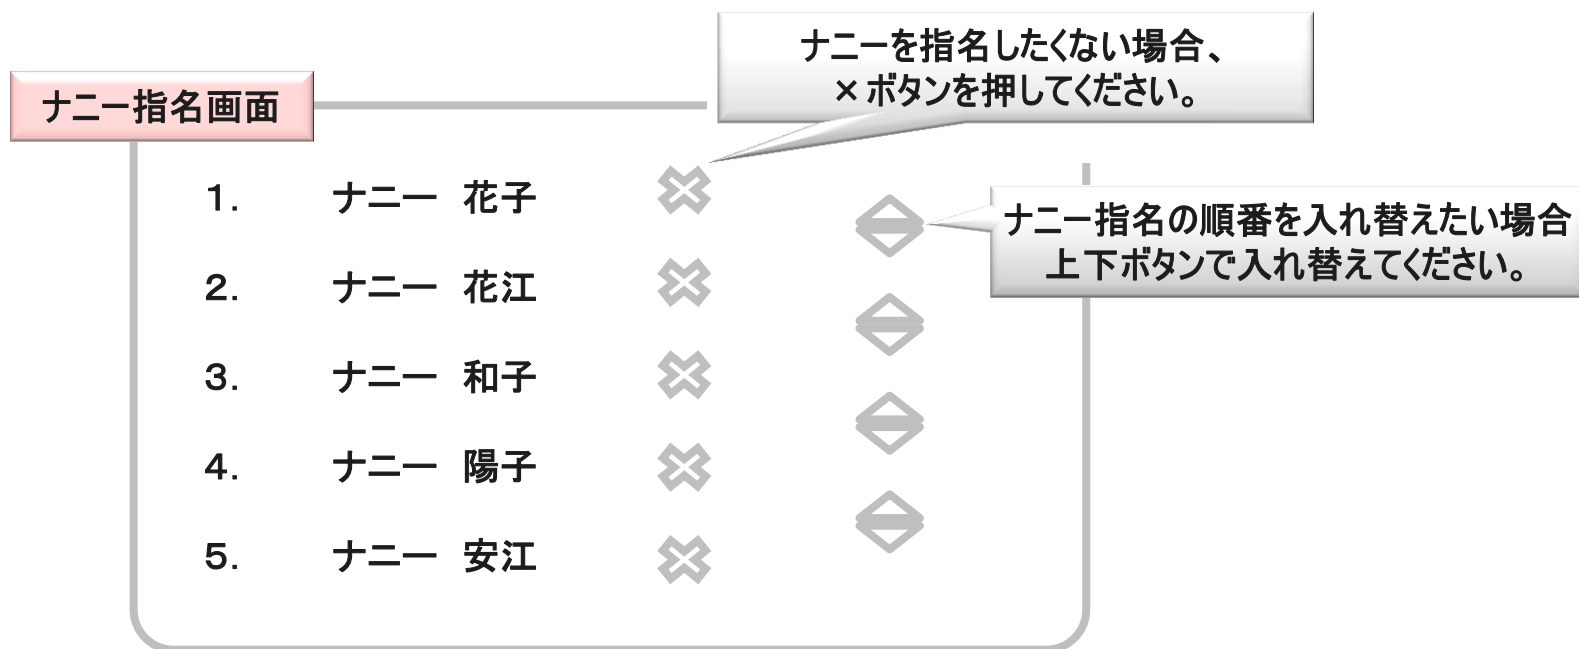 ナニーを指名したくない場合、
×ボタンを押してください。
ナニー指名画面
1. ナニー 花子
ナニー指名の順番を入れ替えたい場合
上下ボタンで入れ替えてください。
2. ナニー 花江
3. ナニー 和子
4. ナニー 陽子
5. ナニー 安江